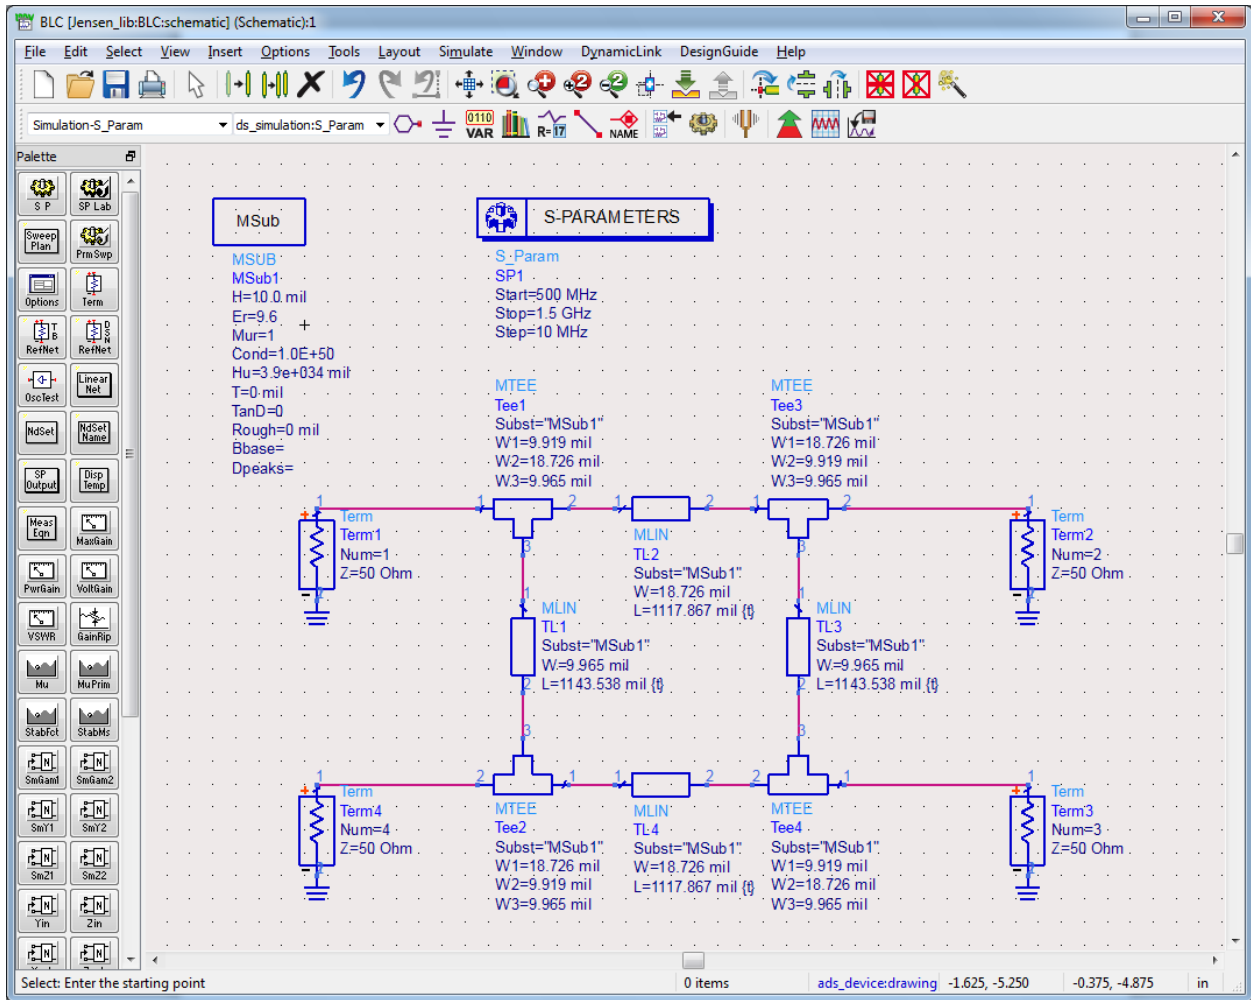 BLC [Jensen_lib:BLC:schematic] (Schematic):1
File Edit Select View Insert Options Tools Layout Simulate Window DynamicLink DesignGuide Help
Simulation-S_Param
ds_simulation:S_Param
0110
VAR
R=17
NAME
Palette
S P
SP Lab
Sweep
Plan
PrmSwp
Options
Term
RefNet
RefNet
OscTest
Linear
Net
NdSet
NdSet
Name
SP
Output
Disp
Temp
Meas
Eqn
MaxGain
PwrGain
VoltGain
VSWR
GainRip
Mu
MuPrim
StabFct
StabMs
SmGam1
SmGam2
SmY1
SmY2
SmZ1
SmZ2
Yin
Zin
MSub
MSUB
MSub1
H=10.0 mil
Er=9.6
Mur=1
Cond=1.0E+50
Hu=3.9e+034 mil
T=0 mil
TanD=0
Rough=0 mil
Bbase=
Dpeaks=
S-PARAMETERS
S_Param
SP1
Start=500 MHz
Stop=1.5 GHz
Step=10 MHz
MTEE
Tee1
Subst="MSub1"
W1=9.919 mil
W2=18.726 mil
W3=9.965 mil
MTEE
Tee3
Subst="MSub1"
W1=18.726 mil
W2=9.919 mil
W3=9.965 mil
Term
Term1
Num=1
Z=50 Ohm
MLIN
TL2
Subst="MSub1"
W=18.726 mil
L=1117.867 mil {t}
Term
Term2
Num=2
Z=50 Ohm
MLIN
TL1
Subst="MSub1"
W=9.965 mil
L=1143.538 mil {t}
MLIN
TL3
Subst="MSub1"
W=9.965 mil
L=1143.538 mil {t}
Term
Term4
Num=4
Z=50 Ohm
MTEE
Tee2
Subst="MSub1"
W1=18.726 mil
W2=9.919 mil
W3=9.965 mil
MLIN
TL4
Subst="MSub1"
W=18.726 mil
L=1117.867 mil {t}
MTEE
Tee4
Subst="MSub1"
W1=9.919 mil
W2=18.726 mil
W3=9.965 mil
Term
Term3
Num=3
Z=50 Ohm
Select: Enter the starting point
0 items
ads_device:drawing
-1.625, -5.250
-0.375, -4.875
in